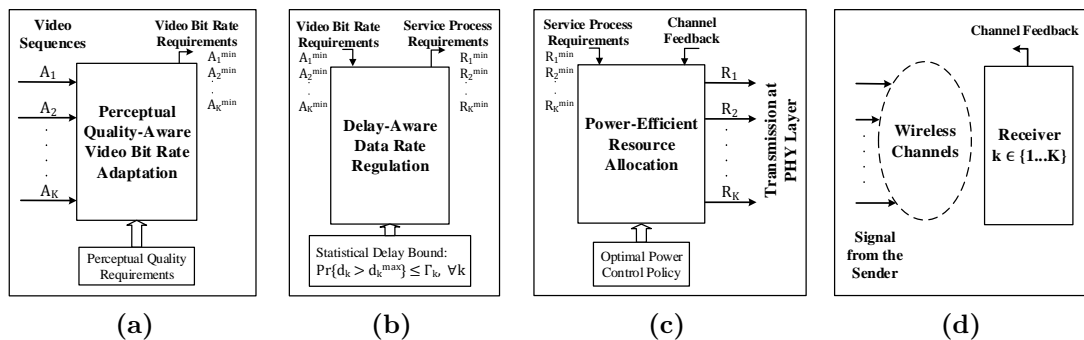 Video
Sequences
Video Bit Rate
Requirements
A₁ᵐⁱⁿ
A₂ᵐⁱⁿ
Aₖᵐⁱⁿ
A₁
A₂
Aₖ
Perceptual
Quality-Aware
Video Bit Rate
Adaptation
Perceptual Quality
Requirements
(a)
Video Bit Rate
Requirements
A₁ᵐⁱⁿ
A₂ᵐⁱⁿ
Aₖᵐⁱⁿ
Service Process
Requirements
R₁ᵐⁱⁿ
R₂ᵐⁱⁿ
Rₖᵐⁱⁿ
Delay-Aware
Data Rate
Regulation
Statistical Delay Bound:
Pr{dₖ > dₖᵐᵃˣ} ≤ Γₖ, ∀k
(b)
Service Process
Requirements
R₁ᵐⁱⁿ
R₂ᵐⁱⁿ
Rₖᵐⁱⁿ
Channel
Feedback
Power-Efficient
Resource
Allocation
R₁
R₂
Rₖ
Transmission at
PHY Layer
Optimal Power
Control Policy
(c)
Channel Feedback
Wireless
Channels
Receiver
k ∈ {1...K}
Signal
from the
Sender
(d)